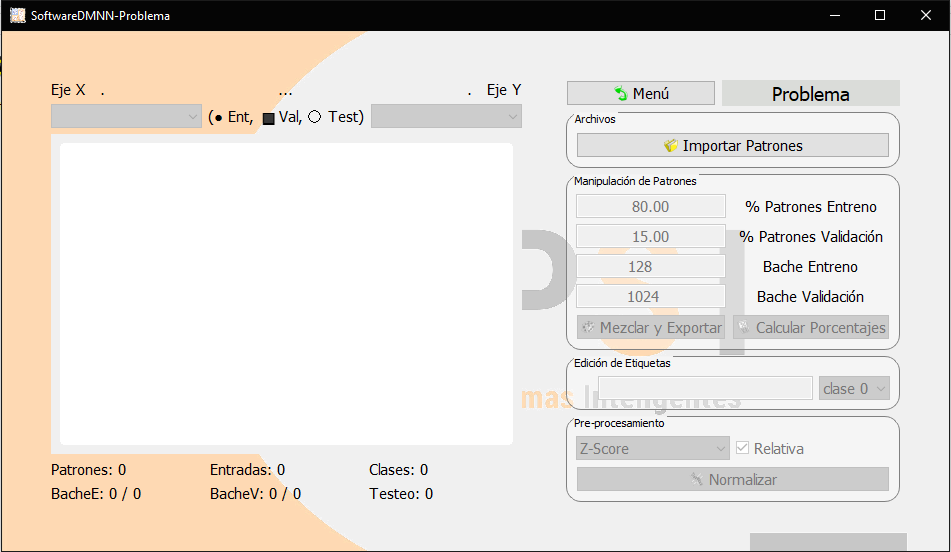 SoftwareDMNN-Problema
Eje X . ... . Eje Y
(● Ent, ■ Val, ○ Test)
Menú
Problema
Archivos
Importar Patrones
Manipulación de Patrones
80.00 % Patrones Entreno
15.00 % Patrones Validación
128 Bache Entreno
1024 Bache Validación
Mezclar y Exportar Calcular Porcentajes
Edición de Etiquetas
clase 0
mas Inteligentes
Pre-procesamiento
Z-Score Relativa
Normalizar
Patrones: 0 Entradas: 0 Clases: 0
BacheE: 0 / 0 BacheV: 0 / 0 Testeo: 0